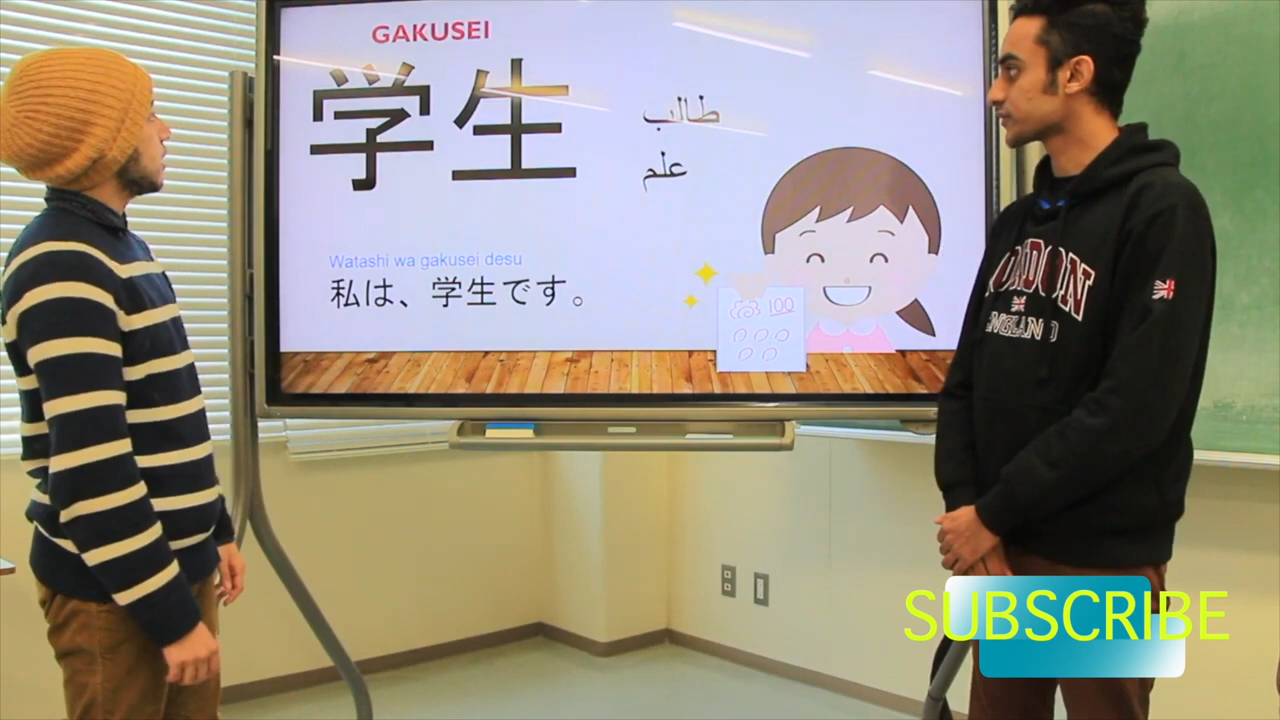 GAKUSEI
学生
طالب
علم
Watashi wa gakusei desu
私は、学生です。
100
LONDON
ENGLAND
SUBSCRIBE